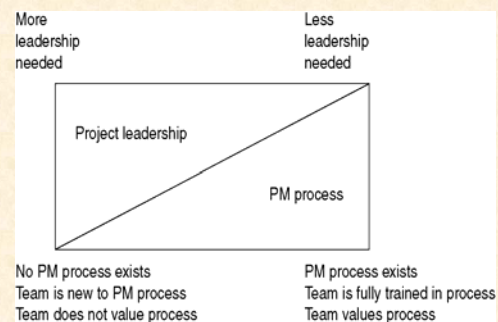 More
leadership
needed
Less
leadership
needed
Project leadership
PM process
No PM process exists
Team is new to PM process
Team does not value process
PM process exists
Team is fully trained in process
Team values process